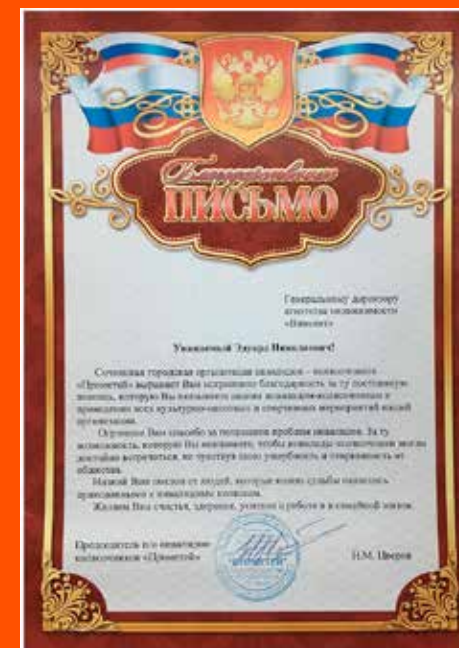 Благодарственное
ПИСЬМО
Генеральному директору
агентства недвижимости
«Винсент»
Уважаемый Эдуард Николаевич!
Сочинская городская организация инвалидов - колясочников
«Прометей» выражает Вам искреннюю благодарность за ту постоянную
помощь, которую Вы оказываете нашим инвалидам-колясочникам в
проведении всех культурно-массовых и спортивных мероприятий нашей
организации.
Огромное Вам спасибо за понимание проблем инвалидов. За ту
возможность, которую Вы оказываете, чтобы инвалиды колясочники могли
достойно встречаться, не чувствуя свою ущербность и оторванность от
общества.
Низкий Вам поклон от людей, которые волею судьбы оказались
прикованными к инвалидным коляскам.
Желаем Вам счастья, здоровья, успехов в работе и в семейной жизни.
Председатель о/о инвалидов
колясочников «Прометей»
Н.М.